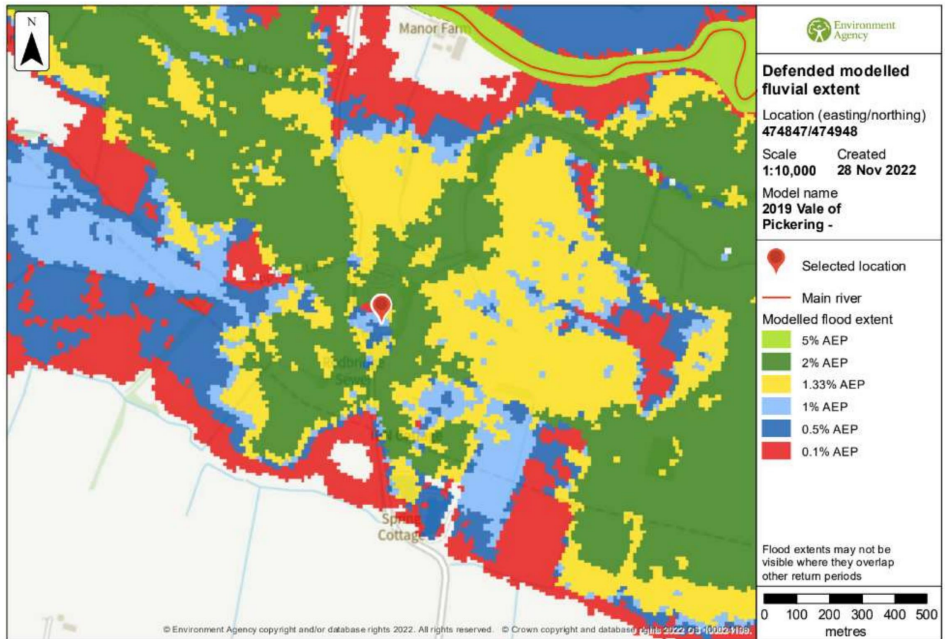 N
Manor Farm
Spring
Cottage
© Environment Agency copyright and/or database rights 2022. All rights reserved. © Crown copyright and database rights 2022
Environment
Agency
Defended modelled
fluvial extent
Location (easting/northing)
474847/474948
Scale Created
1:10,000 28 Nov 2022
Model name
2019 Vale of
Pickering -
Selected location
Main river
Modelled flood extent
5% AEP
2% AEP
1.33% AEP
1% AEP
0.5% AEP
0.1% AEP
Flood extents may not be
visible where they overlap
other return periods
0 100 200 300 400 500
metres